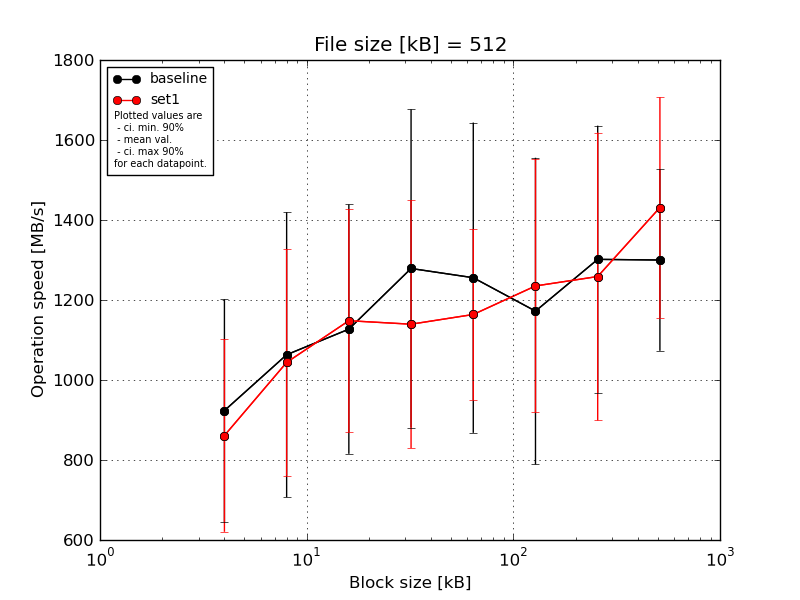 File size [kB] = 512
1800
1600
1400
1200
1000
800
600
Operation speed [MB/s]
baseline
set1
Plotted values are
- ci. min. 90%
- mean val.
- ci. max 90%
for each datapoint.
10⁰ 10¹ 10² 10³
Block size [kB]